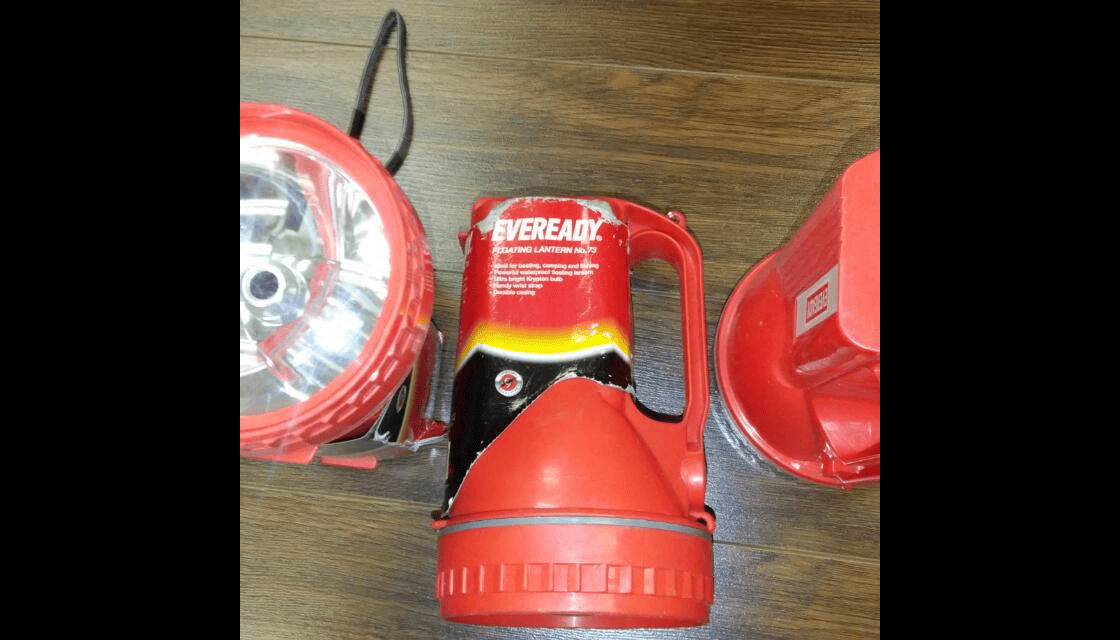 EVEREADY®
FLOATING LANTERN No.73
• Ideal for boating, camping and fishing
• Powerful waterproof floating lantern
• Ultra bright Krypton bulb
• Handy wrist strap
• Durable casing